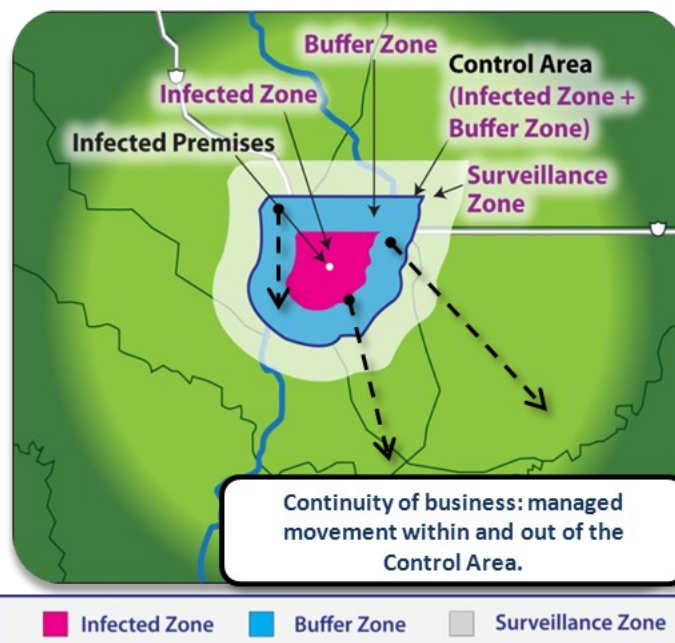 Buffer Zone
Control Area
(Infected Zone +
Buffer Zone)
Infected Zone
Infected Premises
Surveillance
Zone
Continuity of business: managed
movement within and out of the
Control Area.
Infected Zone
Buffer Zone
Surveillance Zone